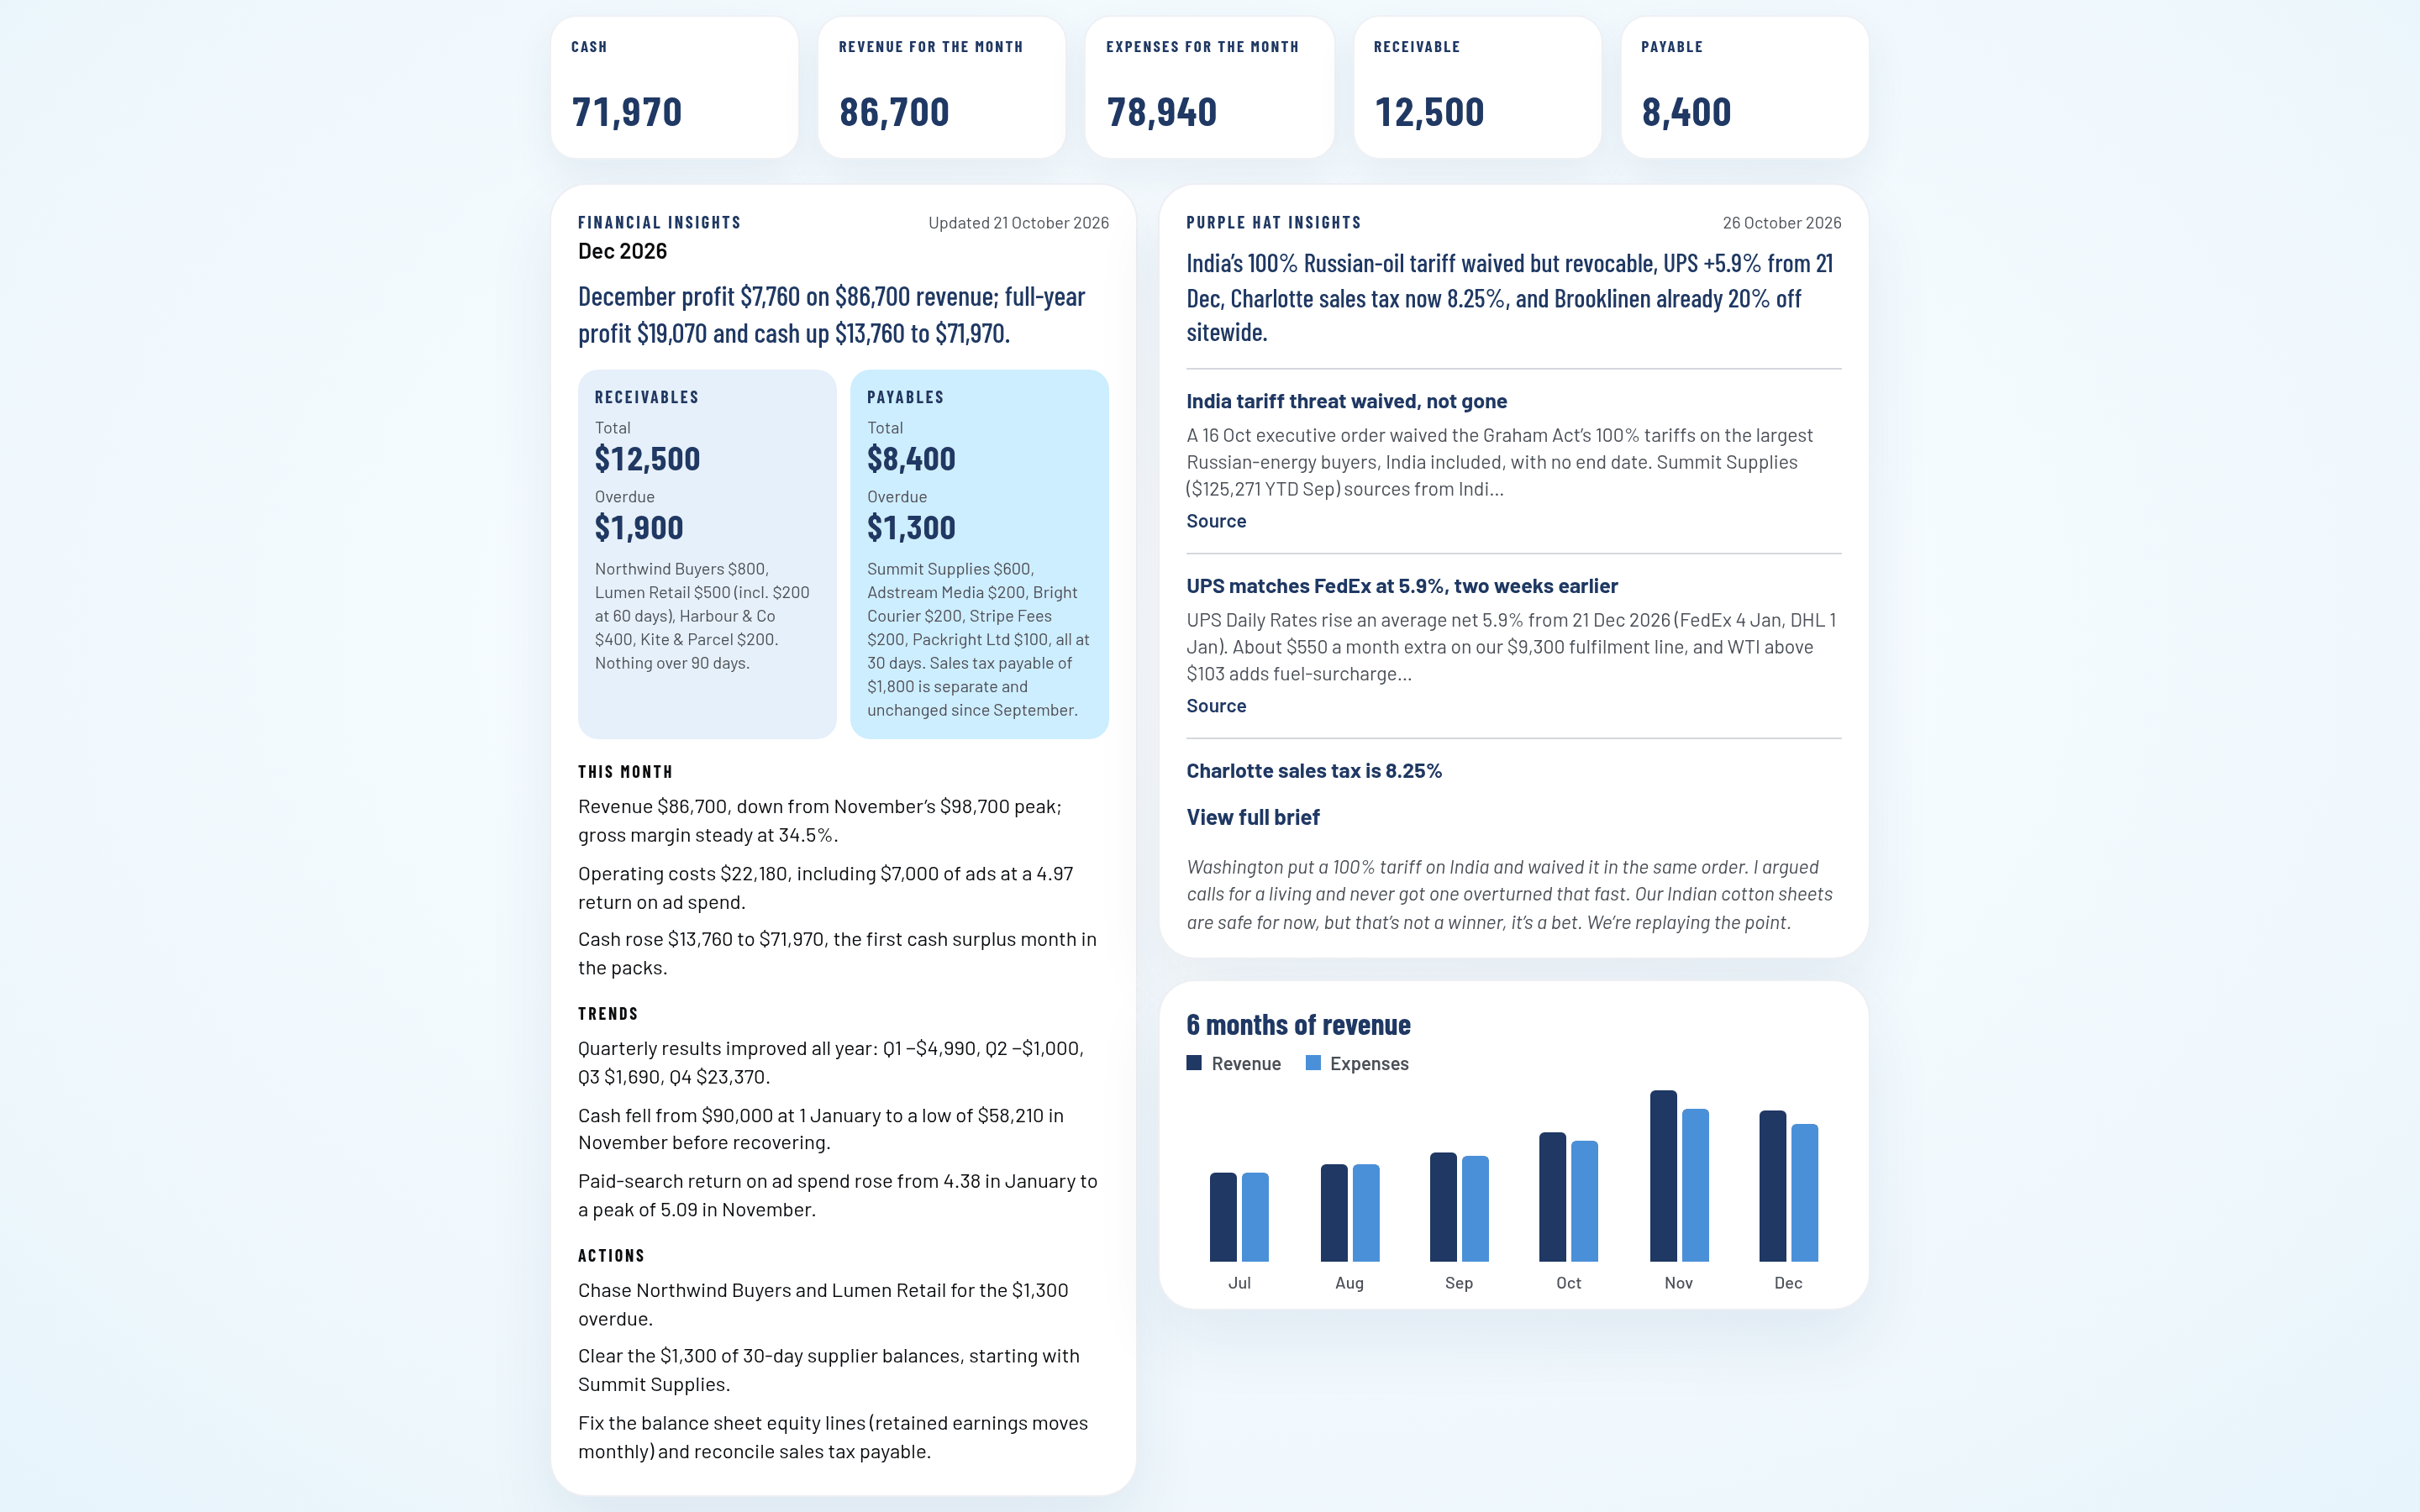 CASH
71,970
REVENUE FOR THE MONTH
86,700
EXPENSES FOR THE MONTH
78,940
RECEIVABLE
12,500
PAYABLE
8,400
FINANCIAL INSIGHTS
Updated 21 October 2026
Dec 2026
December profit $7,760 on $86,700 revenue; full-year
profit $19,070 and cash up $13,760 to $71,970.
RECEIVABLES
Total
$12,500
Overdue
$1,900
Northwind Buyers $800,
Lumen Retail $500 (incl. $200
at 60 days), Harbour & Co
$400, Kite & Parcel $200.
Nothing over 90 days.
PAYABLES
Total
$8,400
Overdue
$1,300
Summit Supplies $600,
Adstream Media $200, Bright
Courier $200, Stripe Fees
$200, Packright Ltd $100, all at
30 days. Sales tax payable of
$1,800 is separate and
unchanged since September.
THIS MONTH
Revenue $86,700, down from November’s $98,700 peak;
gross margin steady at 34.5%.
Operating costs $22,180, including $7,000 of ads at a 4.97
return on ad spend.
Cash rose $13,760 to $71,970, the first cash surplus month in
the packs.
TRENDS
Quarterly results improved all year: Q1 −$4,990, Q2 −$1,000,
Q3 $1,690, Q4 $23,370.
Cash fell from $90,000 at 1 January to a low of $58,210 in
November before recovering.
Paid-search return on ad spend rose from 4.38 in January to
a peak of 5.09 in November.
ACTIONS
Chase Northwind Buyers and Lumen Retail for the $1,300
overdue.
Clear the $1,300 of 30-day supplier balances, starting with
Summit Supplies.
Fix the balance sheet equity lines (retained earnings moves
monthly) and reconcile sales tax payable.
PURPLE HAT INSIGHTS
26 October 2026
India’s 100% Russian-oil tariff waived but revocable, UPS +5.9% from 21
Dec, Charlotte sales tax now 8.25%, and Brooklinen already 20% off
sitewide.
India tariff threat waived, not gone
A 16 Oct executive order waived the Graham Act’s 100% tariffs on the largest
Russian-energy buyers, India included, with no end date. Summit Supplies
($125,271 YTD Sep) sources from Indi…
Source
UPS matches FedEx at 5.9%, two weeks earlier
UPS Daily Rates rise an average net 5.9% from 21 Dec 2026 (FedEx 4 Jan, DHL 1
Jan). About $550 a month extra on our $9,300 fulfilment line, and WTI above
$103 adds fuel-surcharge…
Source
Charlotte sales tax is 8.25%
View full brief
Washington put a 100% tariff on India and waived it in the same order. I argued
calls for a living and never got one overturned that fast. Our Indian cotton sheets
are safe for now, but that’s not a winner, it’s a bet. We’re replaying the point.
6 months of revenue
Revenue
Expenses
Jul
Aug
Sep
Oct
Nov
Dec